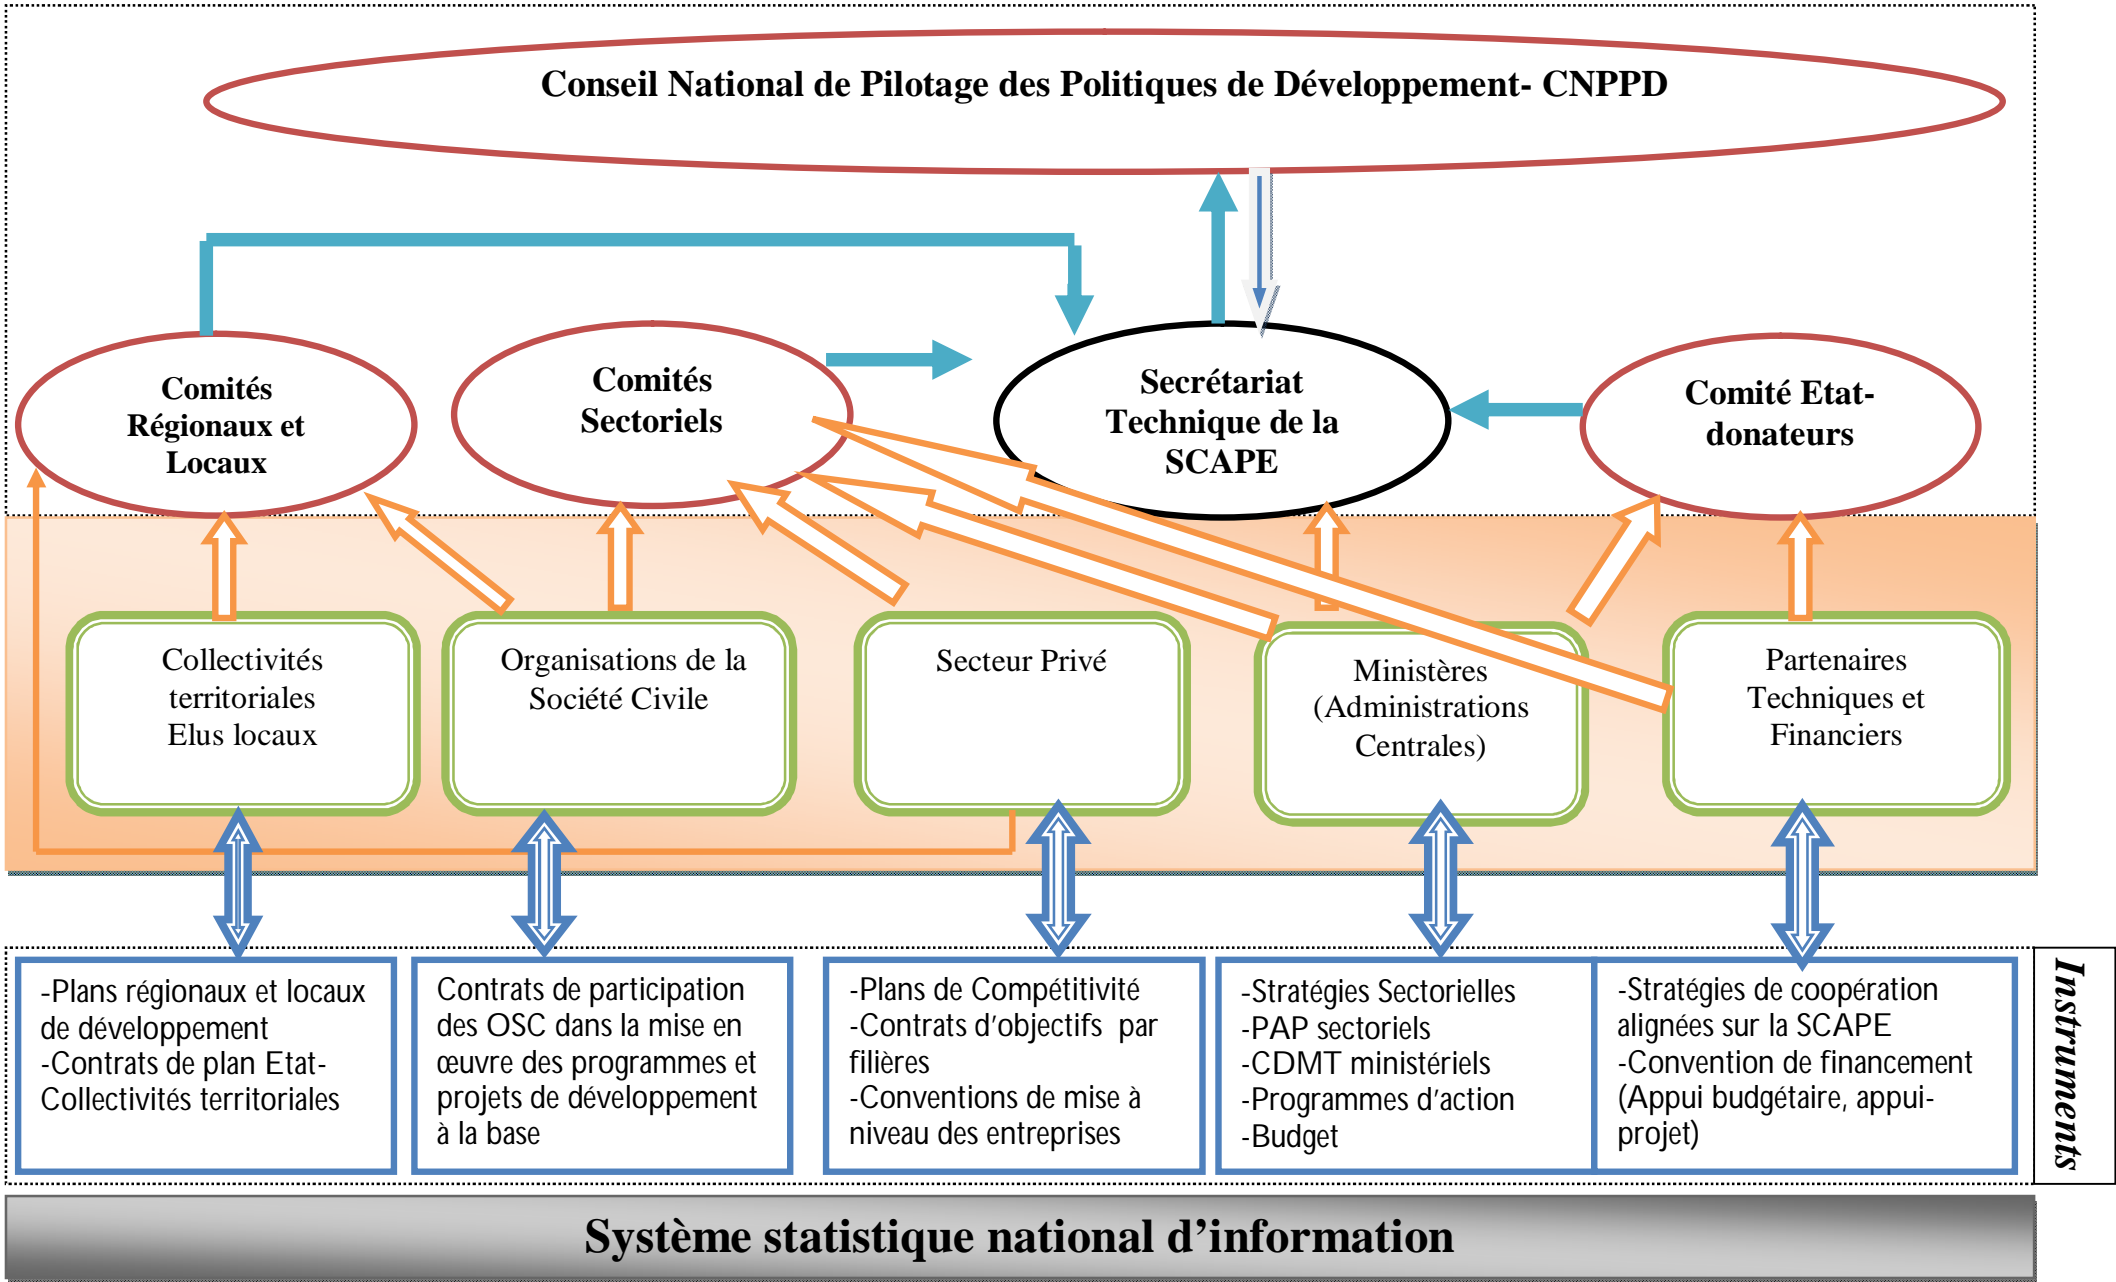 Conseil National de Pilotage des Politiques de Développement- CNPPD
Comités
Régionaux et
Locaux
Comités
Sectoriels
Secrétariat
Technique de la
SCAPE
Comité Etat-
donateurs
Collectivités
territoriales
Elus locaux
Organisations de la
Société Civile
Secteur Privé
Ministères
(Administrations
Centrales)
Partenaires
Techniques et
Financiers
-Plans régionaux et locaux
de développement
-Contrats de plan Etat-
Collectivités territoriales
Contrats de participation
des OSC dans la mise en
œuvre des programmes et
projets de développement
à la base
-Plans de Compétitivité
-Contrats d’objectifs  par
filières
-Conventions de mise à
niveau des entreprises
-Stratégies Sectorielles
-PAP sectoriels
-CDMT ministériels
-Programmes d’action
-Budget
-Stratégies de coopération
alignées sur la SCAPE
-Convention de financement
(Appui budgétaire, appui-
projet)
Instruments
Système statistique national d’information